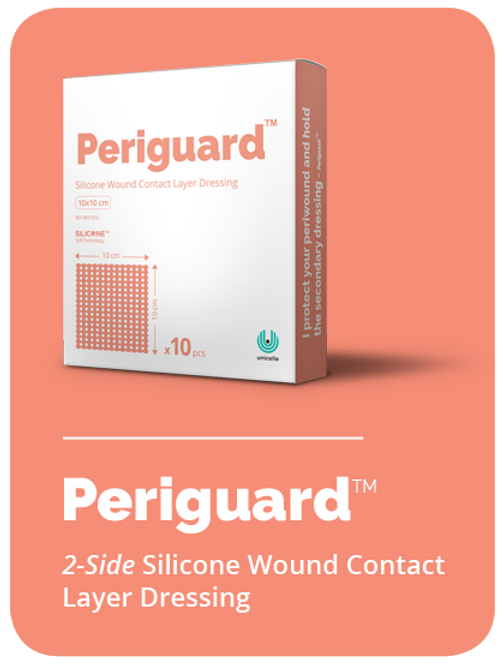 Periguard™
Silicone Wound Contact Layer Dressing
10x10 cm
SILICONE™
Soft Technology
10 cm
10 cm
x10 pcs
unicelle
I protect your periwound and hold
the secondary dressing – Periguard™
Periguard™
2-Side Silicone Wound Contact
Layer Dressing